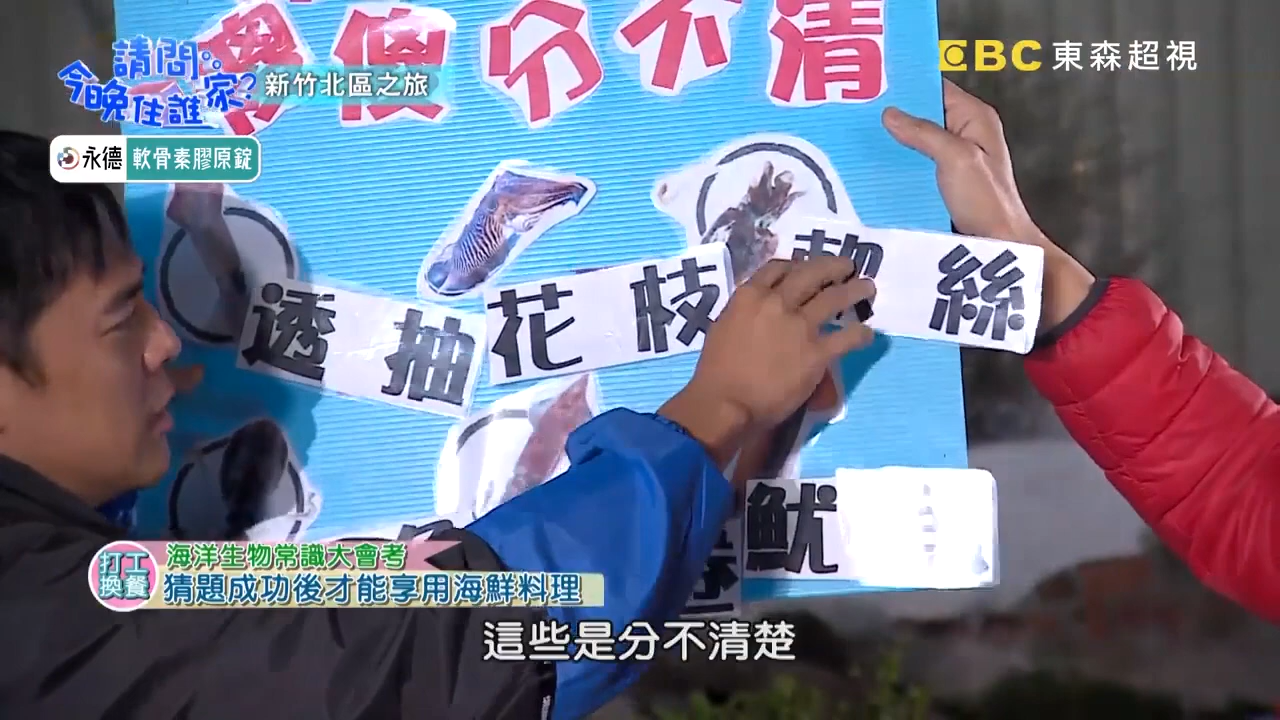 傻傻分不清
請問
今晚住誰家?
新竹北區之旅
EBC 東森超視
永德 軟骨素膠原錠
透抽
花枝
軟絲
魷
打工換餐
海洋生物常識大會考
猜題成功後才能享用海鮮料理
這些是分不清楚